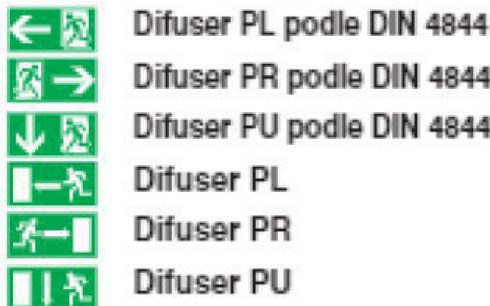 Difuser PL podle DIN 4844
Difuser PR podle DIN 4844
Difuser PU podle DIN 4844
Difuser PL
Difuser PR
Difuser PU